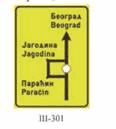 Београд
Beograd
Јагодина
Jagodina
Параћин
Paraćin
III-301